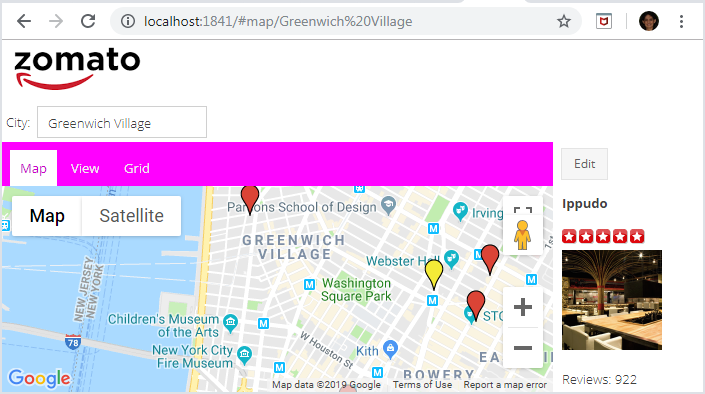 localhost:1841/#map/Greenwich%20Village
zomato
City: Greenwich Village
Map View Grid
Edit
Map Satellite
Ippudo
Parsons School of Design
Irving
GREENWICH
VILLAGE
Webster Hall
NEW JERSEY
NEW YORK
Washington
Square Park
Children's Museum
of the Arts
STO
78
New York City
Fire Museum
W Houston St
Kith
EA
BOWERY
Google
Map data ©2019 Google Terms of Use Report a map error
Reviews: 922